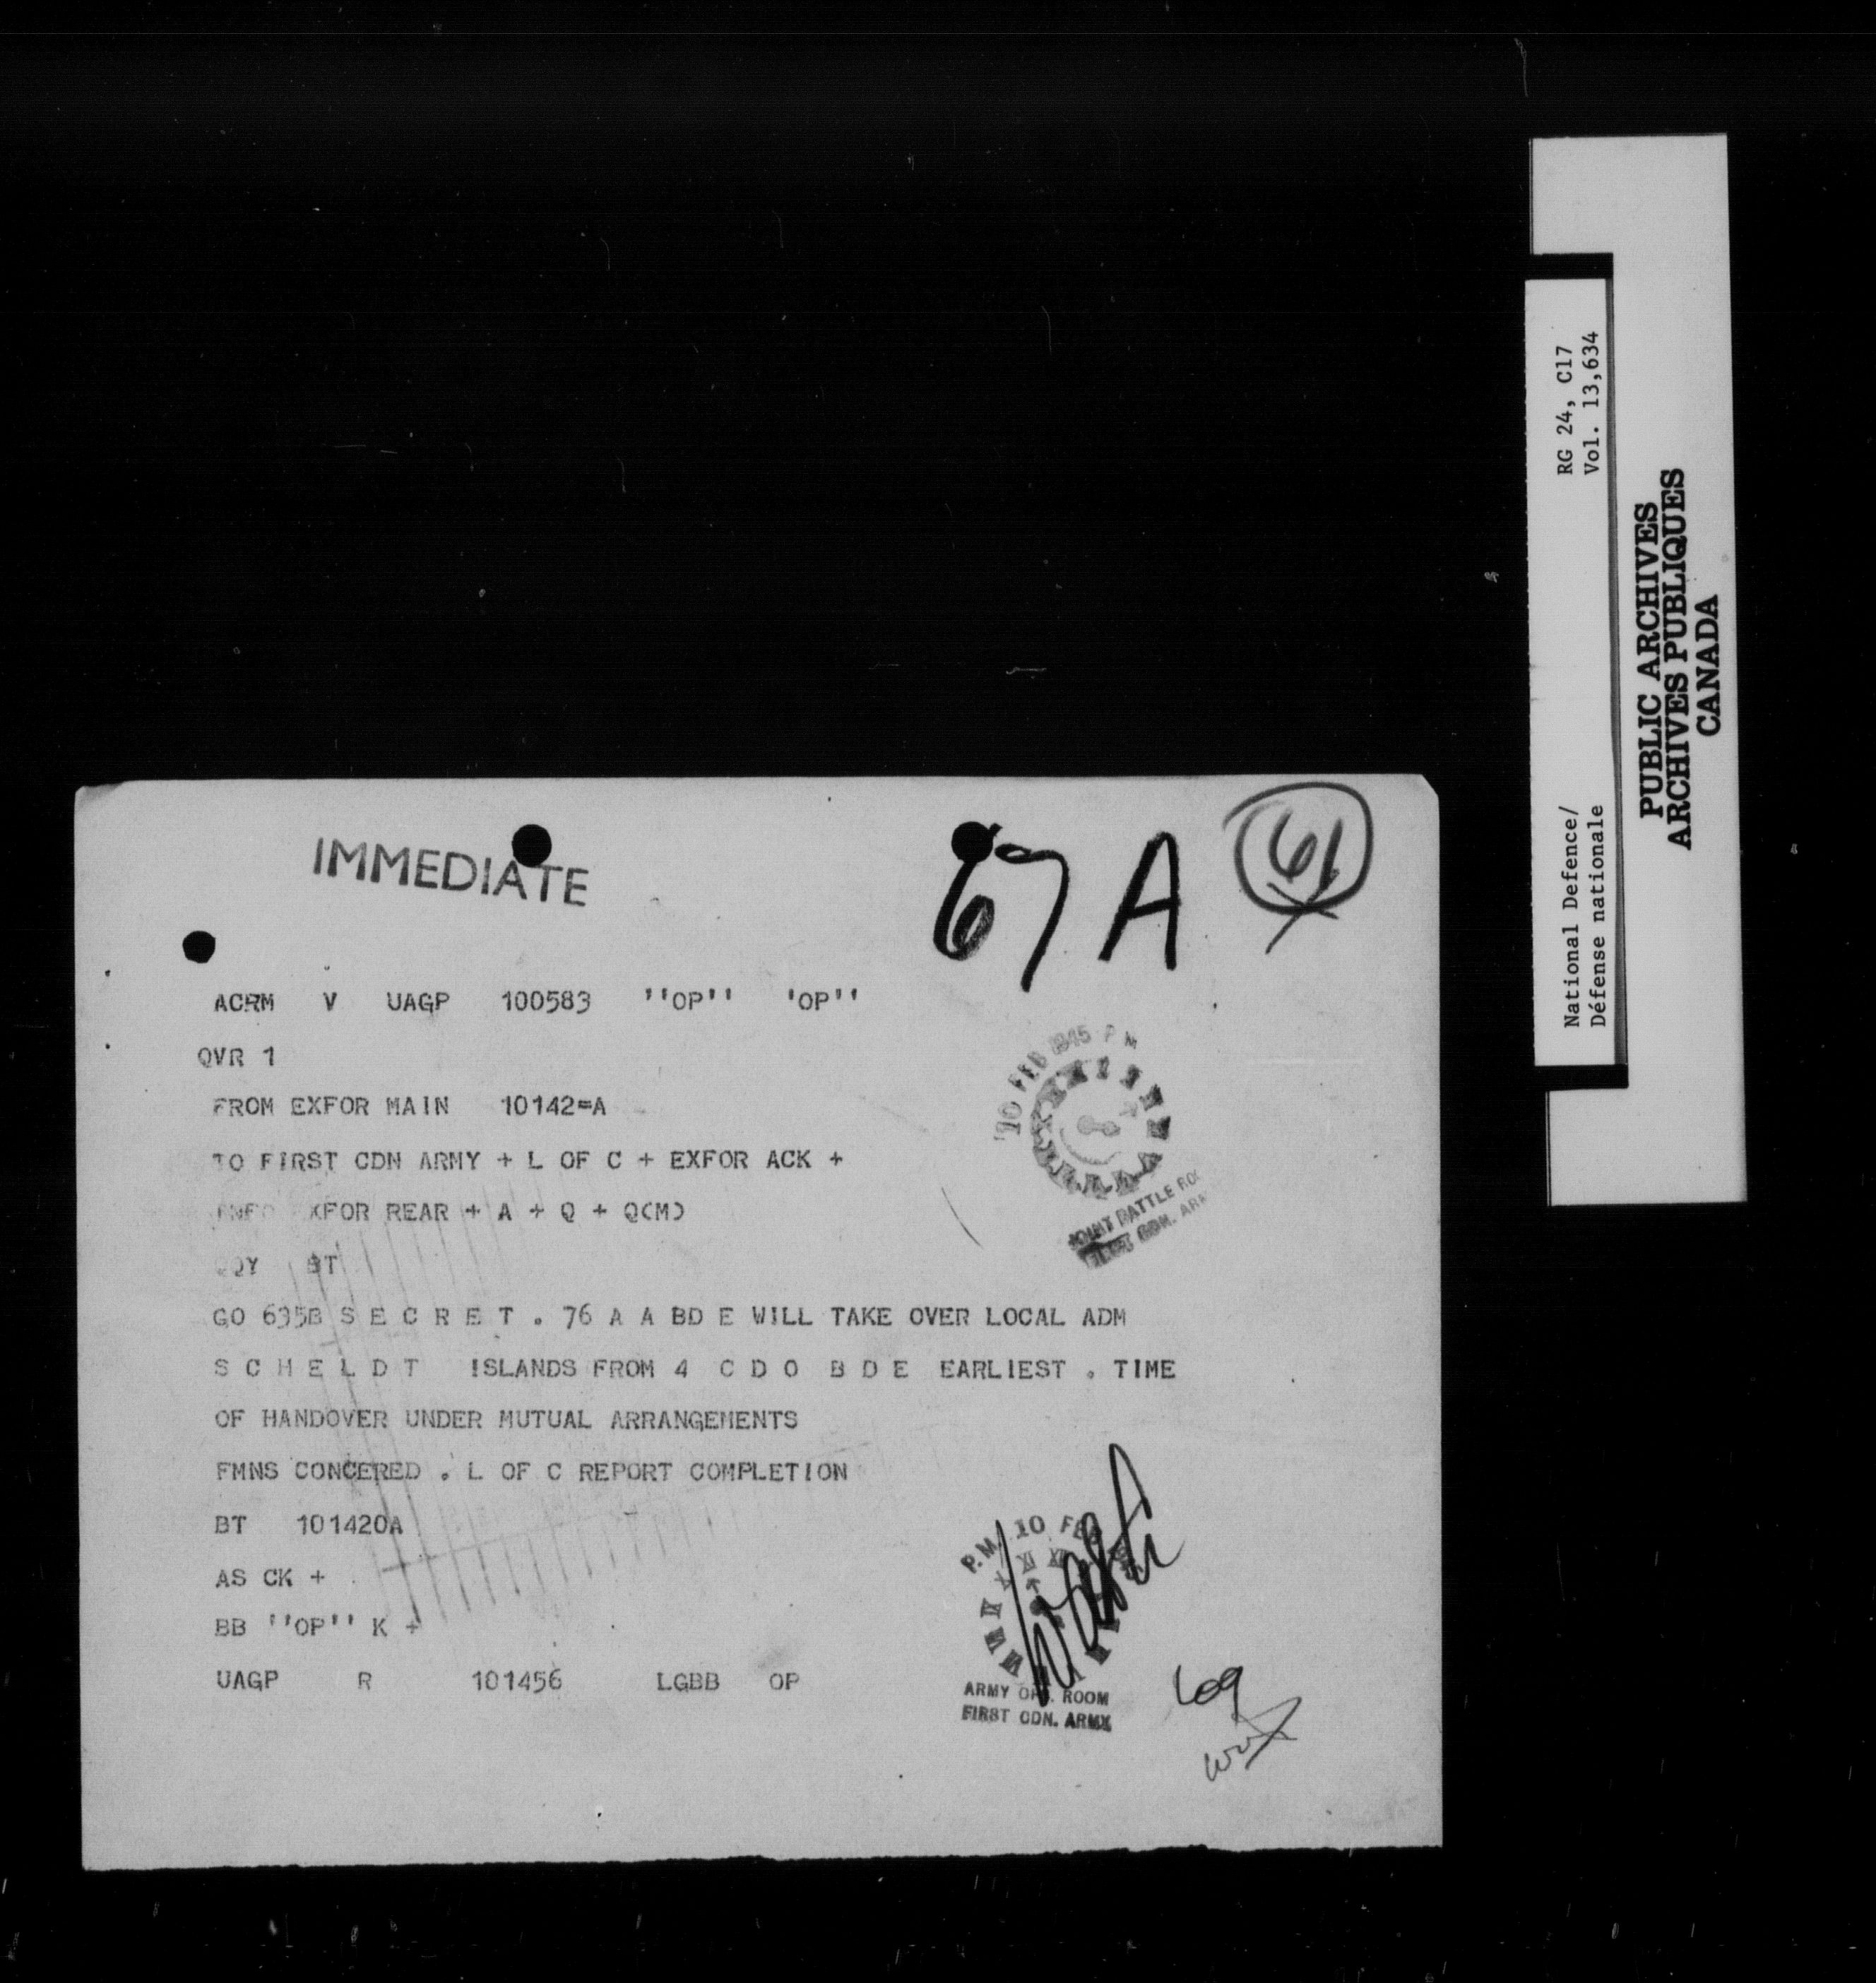 IMMEDIATE
67 A
61
ACRM V UAGP 100583 ''OP'' 'OP''
QVR 1
FROM EXFOR MAIN 10142=A
TO FIRST CDN ARMY + L OF C + EXFOR ACK +
XFOR REAR + A + Q + Q(M)
BT
GO 635B S E C R E T . 76 A A BD E WILL TAKE OVER LOCAL ADM
S C H E L D T ISLANDS FROM 4 C D O B D E EARLIEST . TIME
OF HANDOVER UNDER MUTUAL ARRANGEMENTS
FMNS CONCERED . L OF C REPORT COMPLETION
BT 101420A
AS CK +
BB ''OP'' K +
UAGP R 101456 LGBB OP
10 FEB 1945 P M
JOINT BATTLE
CDN.
P.M. 10
ARMY ROOM
FIRST CDN. ARMY
National Defence/ RG 24, C17
Défense nationale Vol. 13,634
PUBLIC ARCHIVES
ARCHIVES PUBLIQUES
CANADA